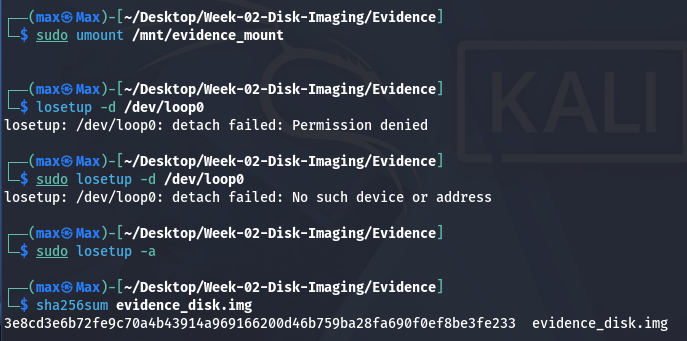 ┌──(max㉿Max)-[~/Desktop/Week-02-Disk-Imaging/Evidence]
└─$ sudo umount /mnt/evidence_mount
┌──(max㉿Max)-[~/Desktop/Week-02-Disk-Imaging/Evidence]
└─$ losetup -d /dev/loop0
losetup: /dev/loop0: detach failed: Permission denied
┌──(max㉿Max)-[~/Desktop/Week-02-Disk-Imaging/Evidence]
└─$ sudo losetup -d /dev/loop0
losetup: /dev/loop0: detach failed: No such device or address
┌──(max㉿Max)-[~/Desktop/Week-02-Disk-Imaging/Evidence]
└─$ sudo losetup -a
┌──(max㉿Max)-[~/Desktop/Week-02-Disk-Imaging/Evidence]
└─$ sha256sum evidence_disk.img
3e8cd3e6b72fe9c70a4b43914a969166200d46b759ba28fa690f0ef8be3fe233  evidence_disk.img
KALI